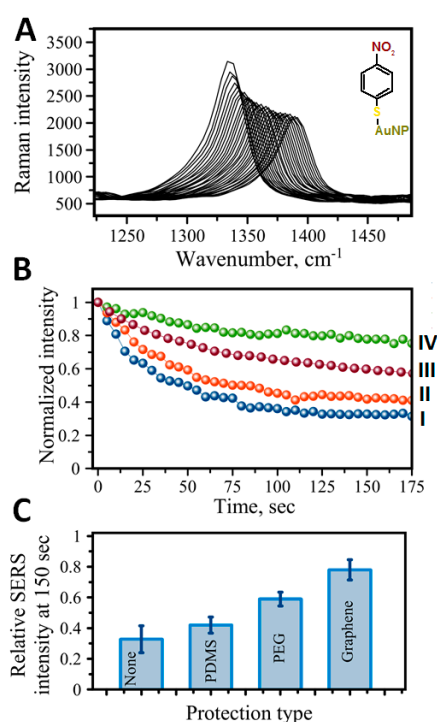 A
3500
3000
2500
2000
1500
1000
500
Raman intensity
NO2
S
AuNP
1250 1300 1350 1400 1450
Wavenumber, cm-1
B
1
0.8
0.6
0.4
0.2
0
Normalized intensity
IV
III
II
I
0 25 50 75 100 125 150 175
Time, sec
C
1
0.8
0.6
0.4
0.2
0
Relative SERS
intensity at 150 sec
None
PDMS
PEG
Graphene
Protection type